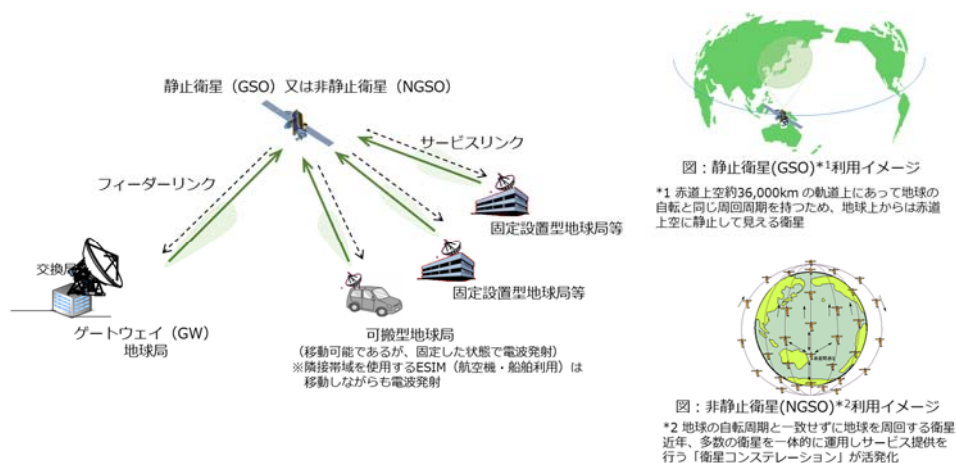 静止衛星（GSO）又は非静止衛星（NGSO）
サービスリンク
フィーダーリンク
固定設置型地球局等
固定設置型地球局等
交換局
ゲートウェイ（GW）
地球局
可搬型地球局
（移動可能であるが、固定した状態で電波発射）
※隣接帯域を使用するESIM（航空機・船舶利用）は
移動しながらも電波発射
図：静止衛星(GSO)*1利用イメージ
*1 赤道上空約36,000km の軌道上にあって地球の
自転と同じ周回周期を持つため、地球上からは赤道
上空に静止して見える衛星
図：非静止衛星(NGSO)*2利用イメージ
*2 地球の自転周期と一致せずに地球を周回する衛星
近年、多数の衛星を一体的に運用しサービス提供を
行う「衛星コンステレーション」が活発化